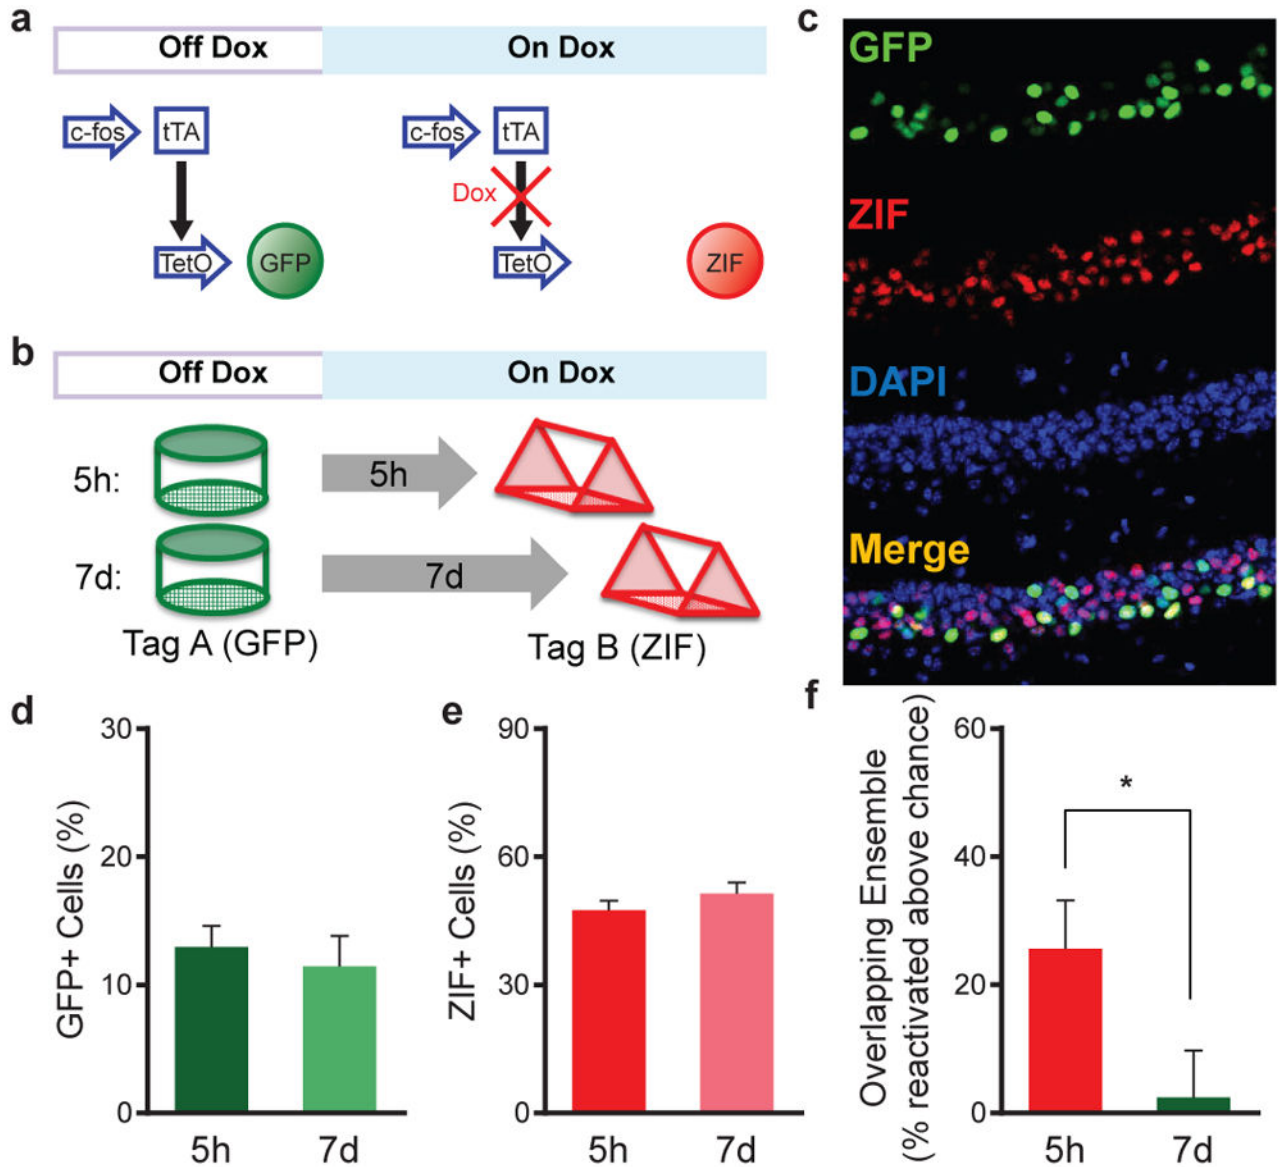 a
Off Dox
On Dox
c-fos
tTA
c-fos
tTA
Dox
TetO
GFP
TetO
ZIF
b
Off Dox
On Dox
5h:
5h
7d:
7d
Tag A (GFP)
Tag B (ZIF)
c
GFP
ZIF
DAPI
Merge
d
GFP+ Cells (%)
30
20
10
0
5h
7d
e
ZIF+ Cells (%)
90
60
30
0
5h
7d
f
Overlapping Ensemble
(% reactivated above chance)
60
40
20
0
*
5h
7d